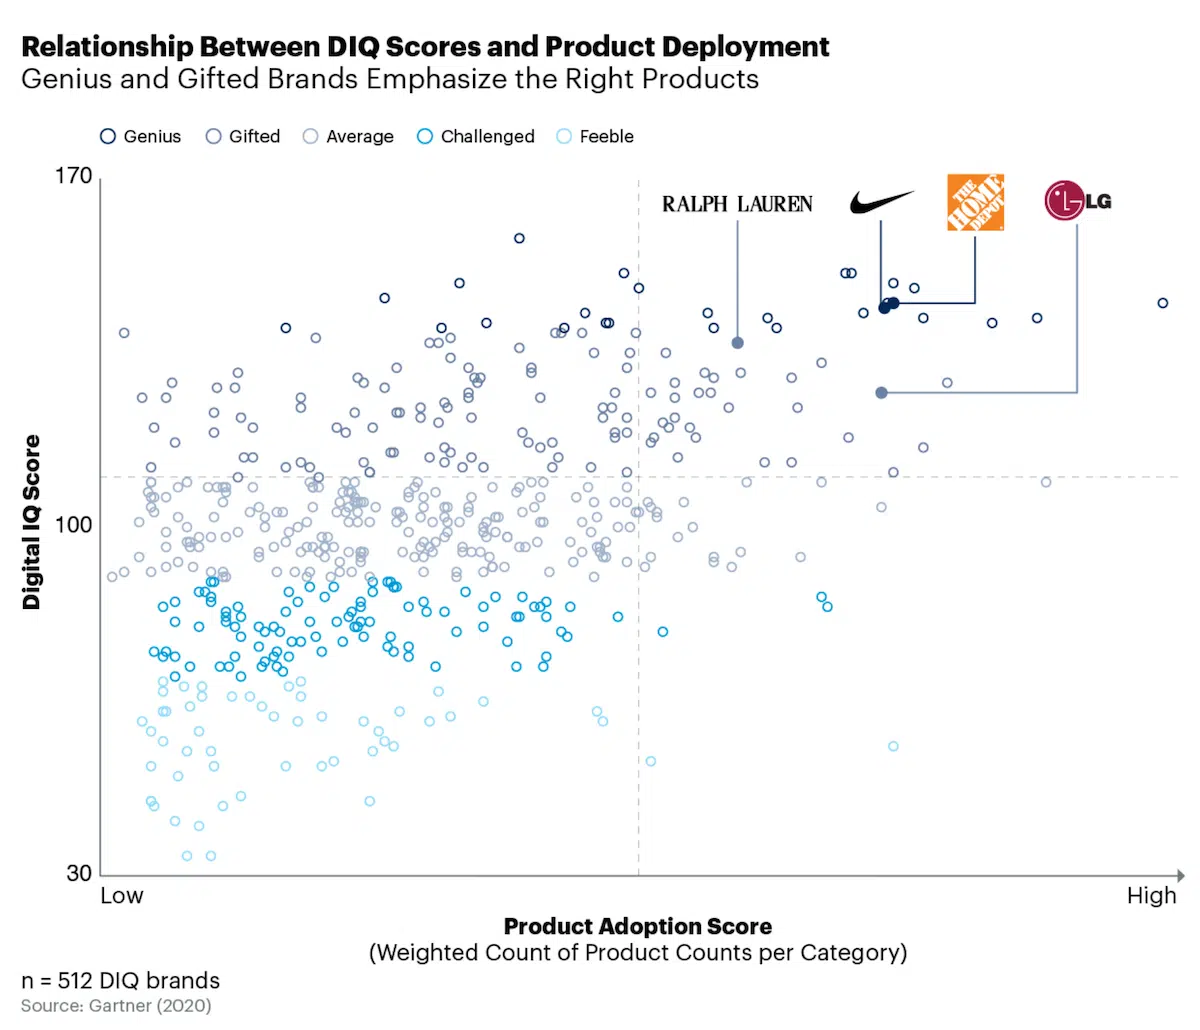 Relationship Between DIQ Scores and Product Deployment
Genius and Gifted Brands Emphasize the Right Products
Genius Gifted Average Challenged Feeble
170
RALPH LAUREN
THE
HOME
DEPOT
LG
Digital IQ Score
100
30
Low
High
Product Adoption Score
(Weighted Count of Product Counts per Category)
n = 512 DIQ brands
Source: Gartner (2020)